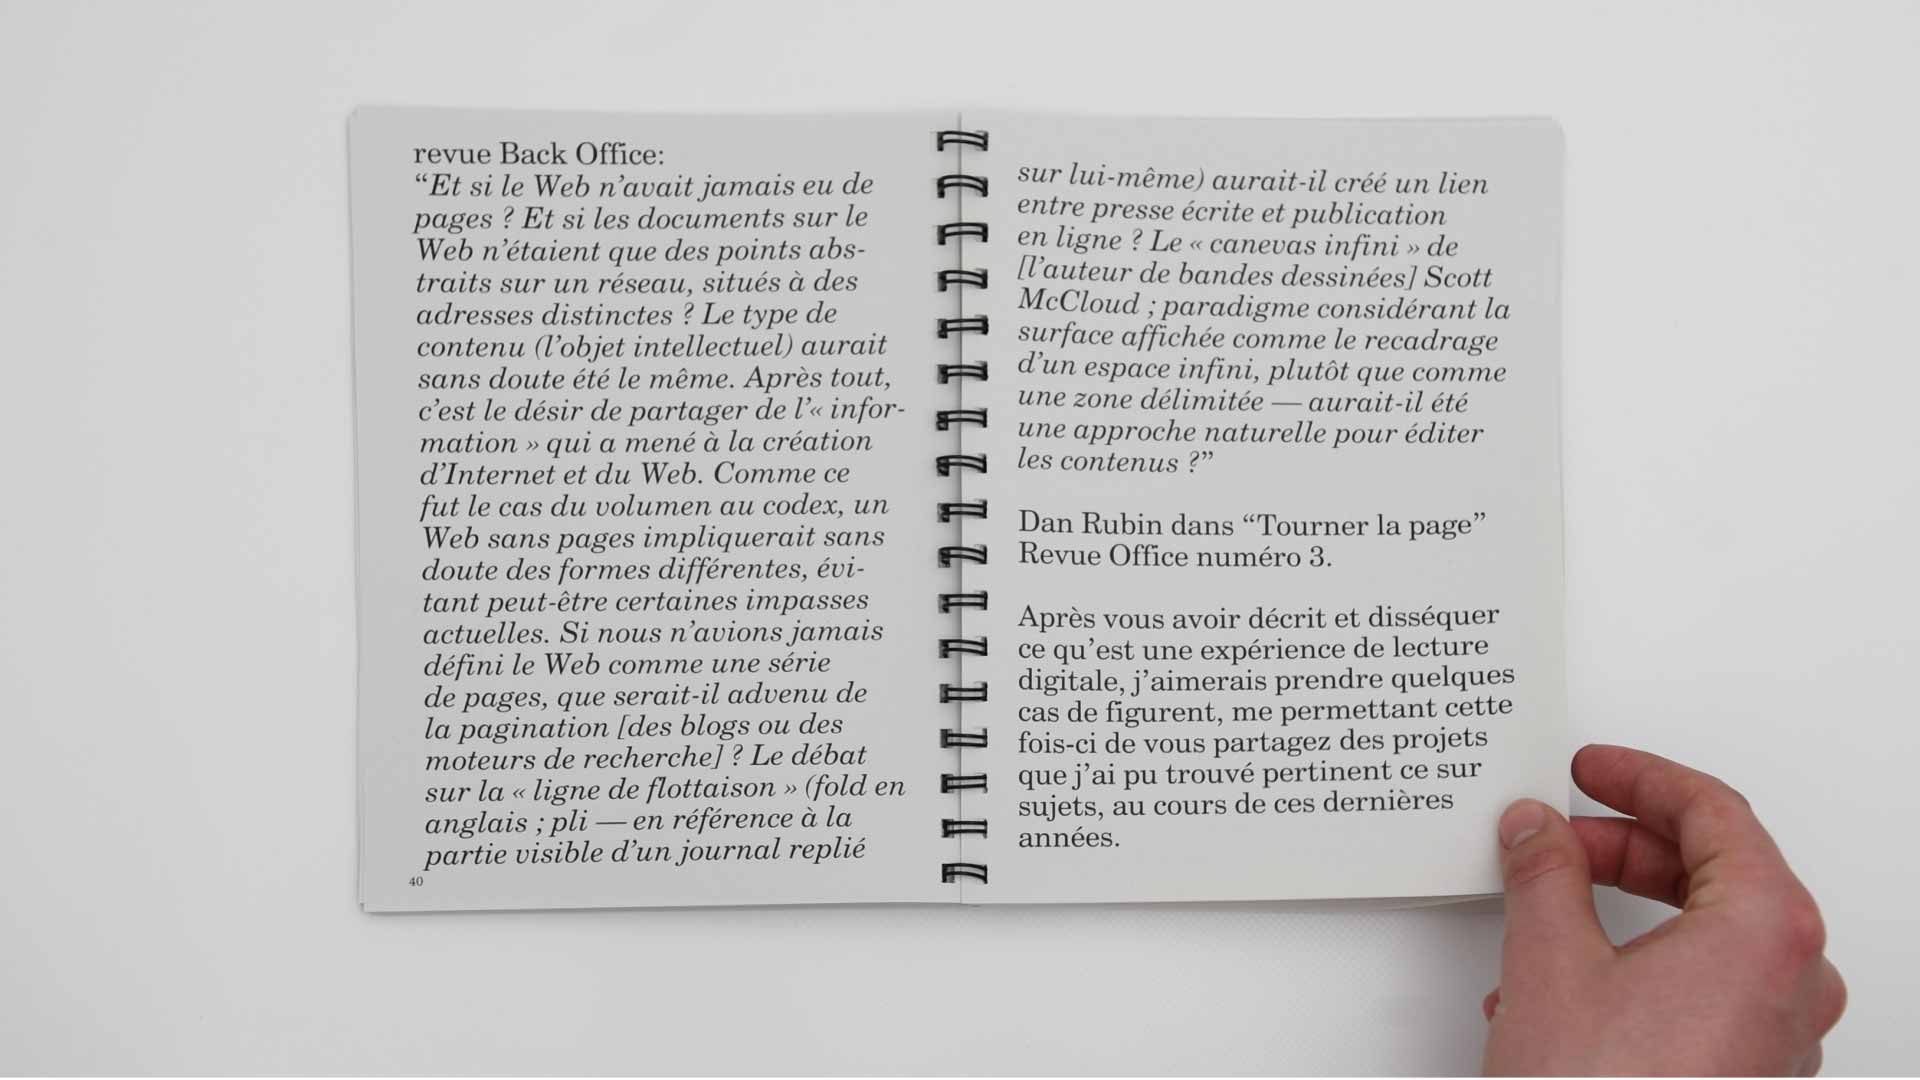 revue Back Office:
“Et si le Web n’avait jamais eu de
pages ? Et si les documents sur le
Web n’étaient que des points abs-
traits sur un réseau, situés à des
adresses distinctes ? Le type de
contenu (l’objet intellectuel) aurait
sans doute été le même. Après tout,
c’est le désir de partager de l’« infor-
mation » qui a mené à la création
d’Internet et du Web. Comme ce
fut le cas du volumen au codex, un
Web sans pages impliquerait sans
doute des formes différentes, évi-
tant peut-être certaines impasses
actuelles. Si nous n’avions jamais
défini le Web comme une série
de pages, que serait-il advenu de
la pagination [des blogs ou des
moteurs de recherche] ? Le débat
sur la « ligne de flottaison » (fold en
anglais ; pli — en référence à la
partie visible d’un journal replié
40
sur lui-même) aurait-il créé un lien
entre presse écrite et publication
en ligne ? Le « canevas infini » de
[l’auteur de bandes dessinées] Scott
McCloud ; paradigme considérant la
surface affichée comme le recadrage
d’un espace infini, plutôt que comme
une zone délimitée — aurait-il été
une approche naturelle pour éditer
les contenus ?”
Dan Rubin dans “Tourner la page”
Revue Office numéro 3.
Après vous avoir décrit et disséquer
ce qu’est une expérience de lecture
digitale, j’aimerais prendre quelques
cas de figurent, me permettant cette
fois-ci de vous partagez des projets
que j’ai pu trouvé pertinent ce sur
sujets, au cours de ces dernières
années.